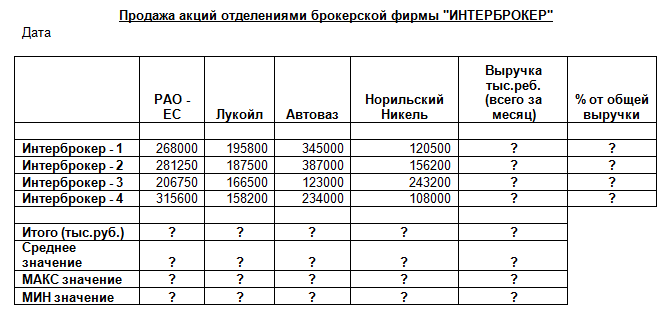 Продажа акций отделениями брокерской фирмы "ИНТЕРБРОКЕР"
Дата
РАО - ЕС Лукойл Автоваз Норильский Никель Выручка тыс.реб. (всего за месяц) % от общей выручки
Интерброкер - 1 268000 195800 345000 120500 ? ?
Интерброкер - 2 281250 187500 387000 156200 ? ?
Интерброкер - 3 206750 166500 123000 243200 ? ?
Интерброкер - 4 315600 158200 234000 108000 ? ?
Итого (тыс.руб.) ? ? ? ? ?
Среднее значение ? ? ? ? ?
МАКС значение ? ? ? ? ?
МИН значение ? ? ? ? ?